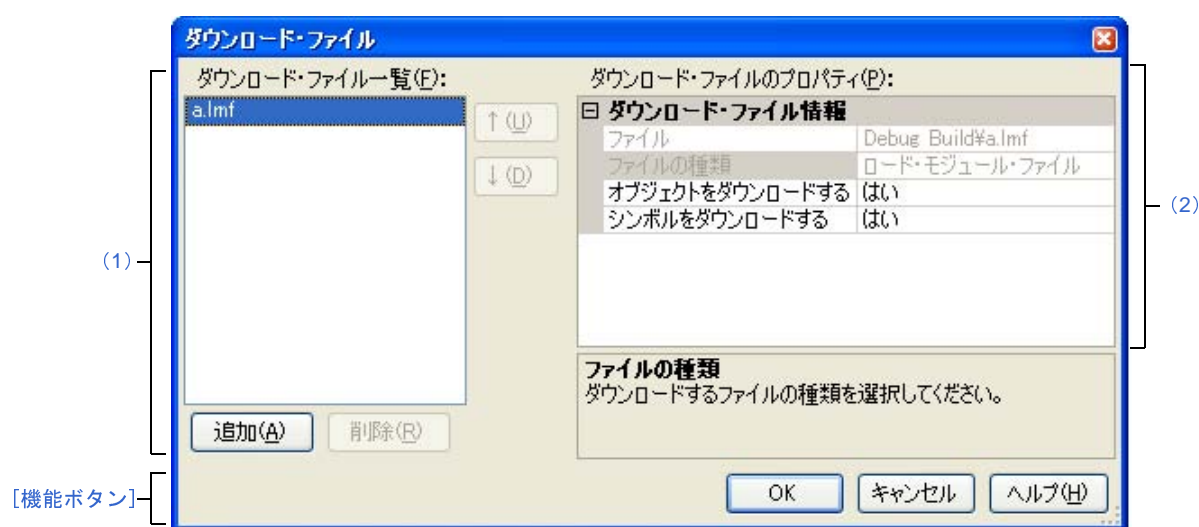 ダウンロード・ファイル
ダウンロード・ファイル一覧(F):
a.lmf
↑(U)
↓(D)
追加(A)
削除(R)
(1)
ダウンロード・ファイルのプロパティ(P):
ダウンロード・ファイル情報
ファイル Debug Build¥a.lmf
ファイルの種類 ロード・モジュール・ファイル
オブジェクトをダウンロードする はい
シンボルをダウンロードする はい
(2)
ファイルの種類
ダウンロードするファイルの種類を選択してください。
[機能ボタン]
OK キャンセル ヘルプ(H)